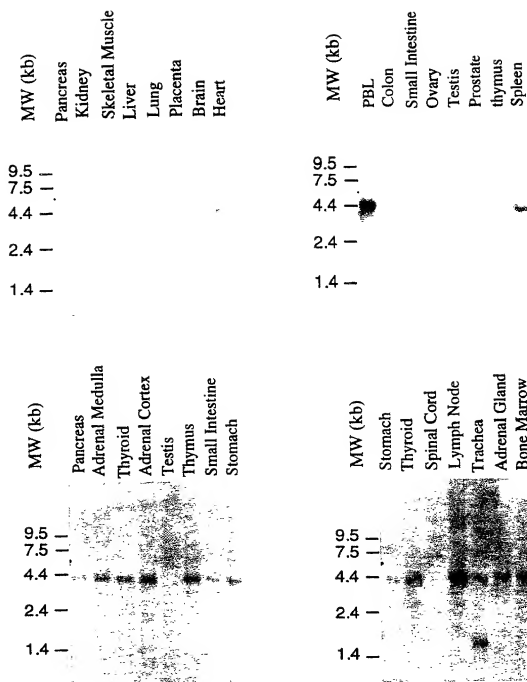 MW (kb)
Pancreas
Kidney
Skeletal Muscle
Liver
Lung
Placenta
Brain
Heart
9.5
7.5
4.4
2.4
1.4
MW (kb)
PBL
Colon
Small Intestine
Ovary
Testis
Prostate
thymus
Spleen
9.5
7.5
4.4
2.4
1.4
MW (kb)
Pancreas
Adrenal Medulla
Thyroid
Adrenal Cortex
Testis
Thymus
Small Intestine
Stomach
9.5
7.5
4.4
2.4
1.4
MW (kb)
Stomach
Thyroid
Spinal Cord
Lymph Node
Trachea
Adrenal Gland
Bone Marrow
9.5
7.5
4.4
2.4
1.4